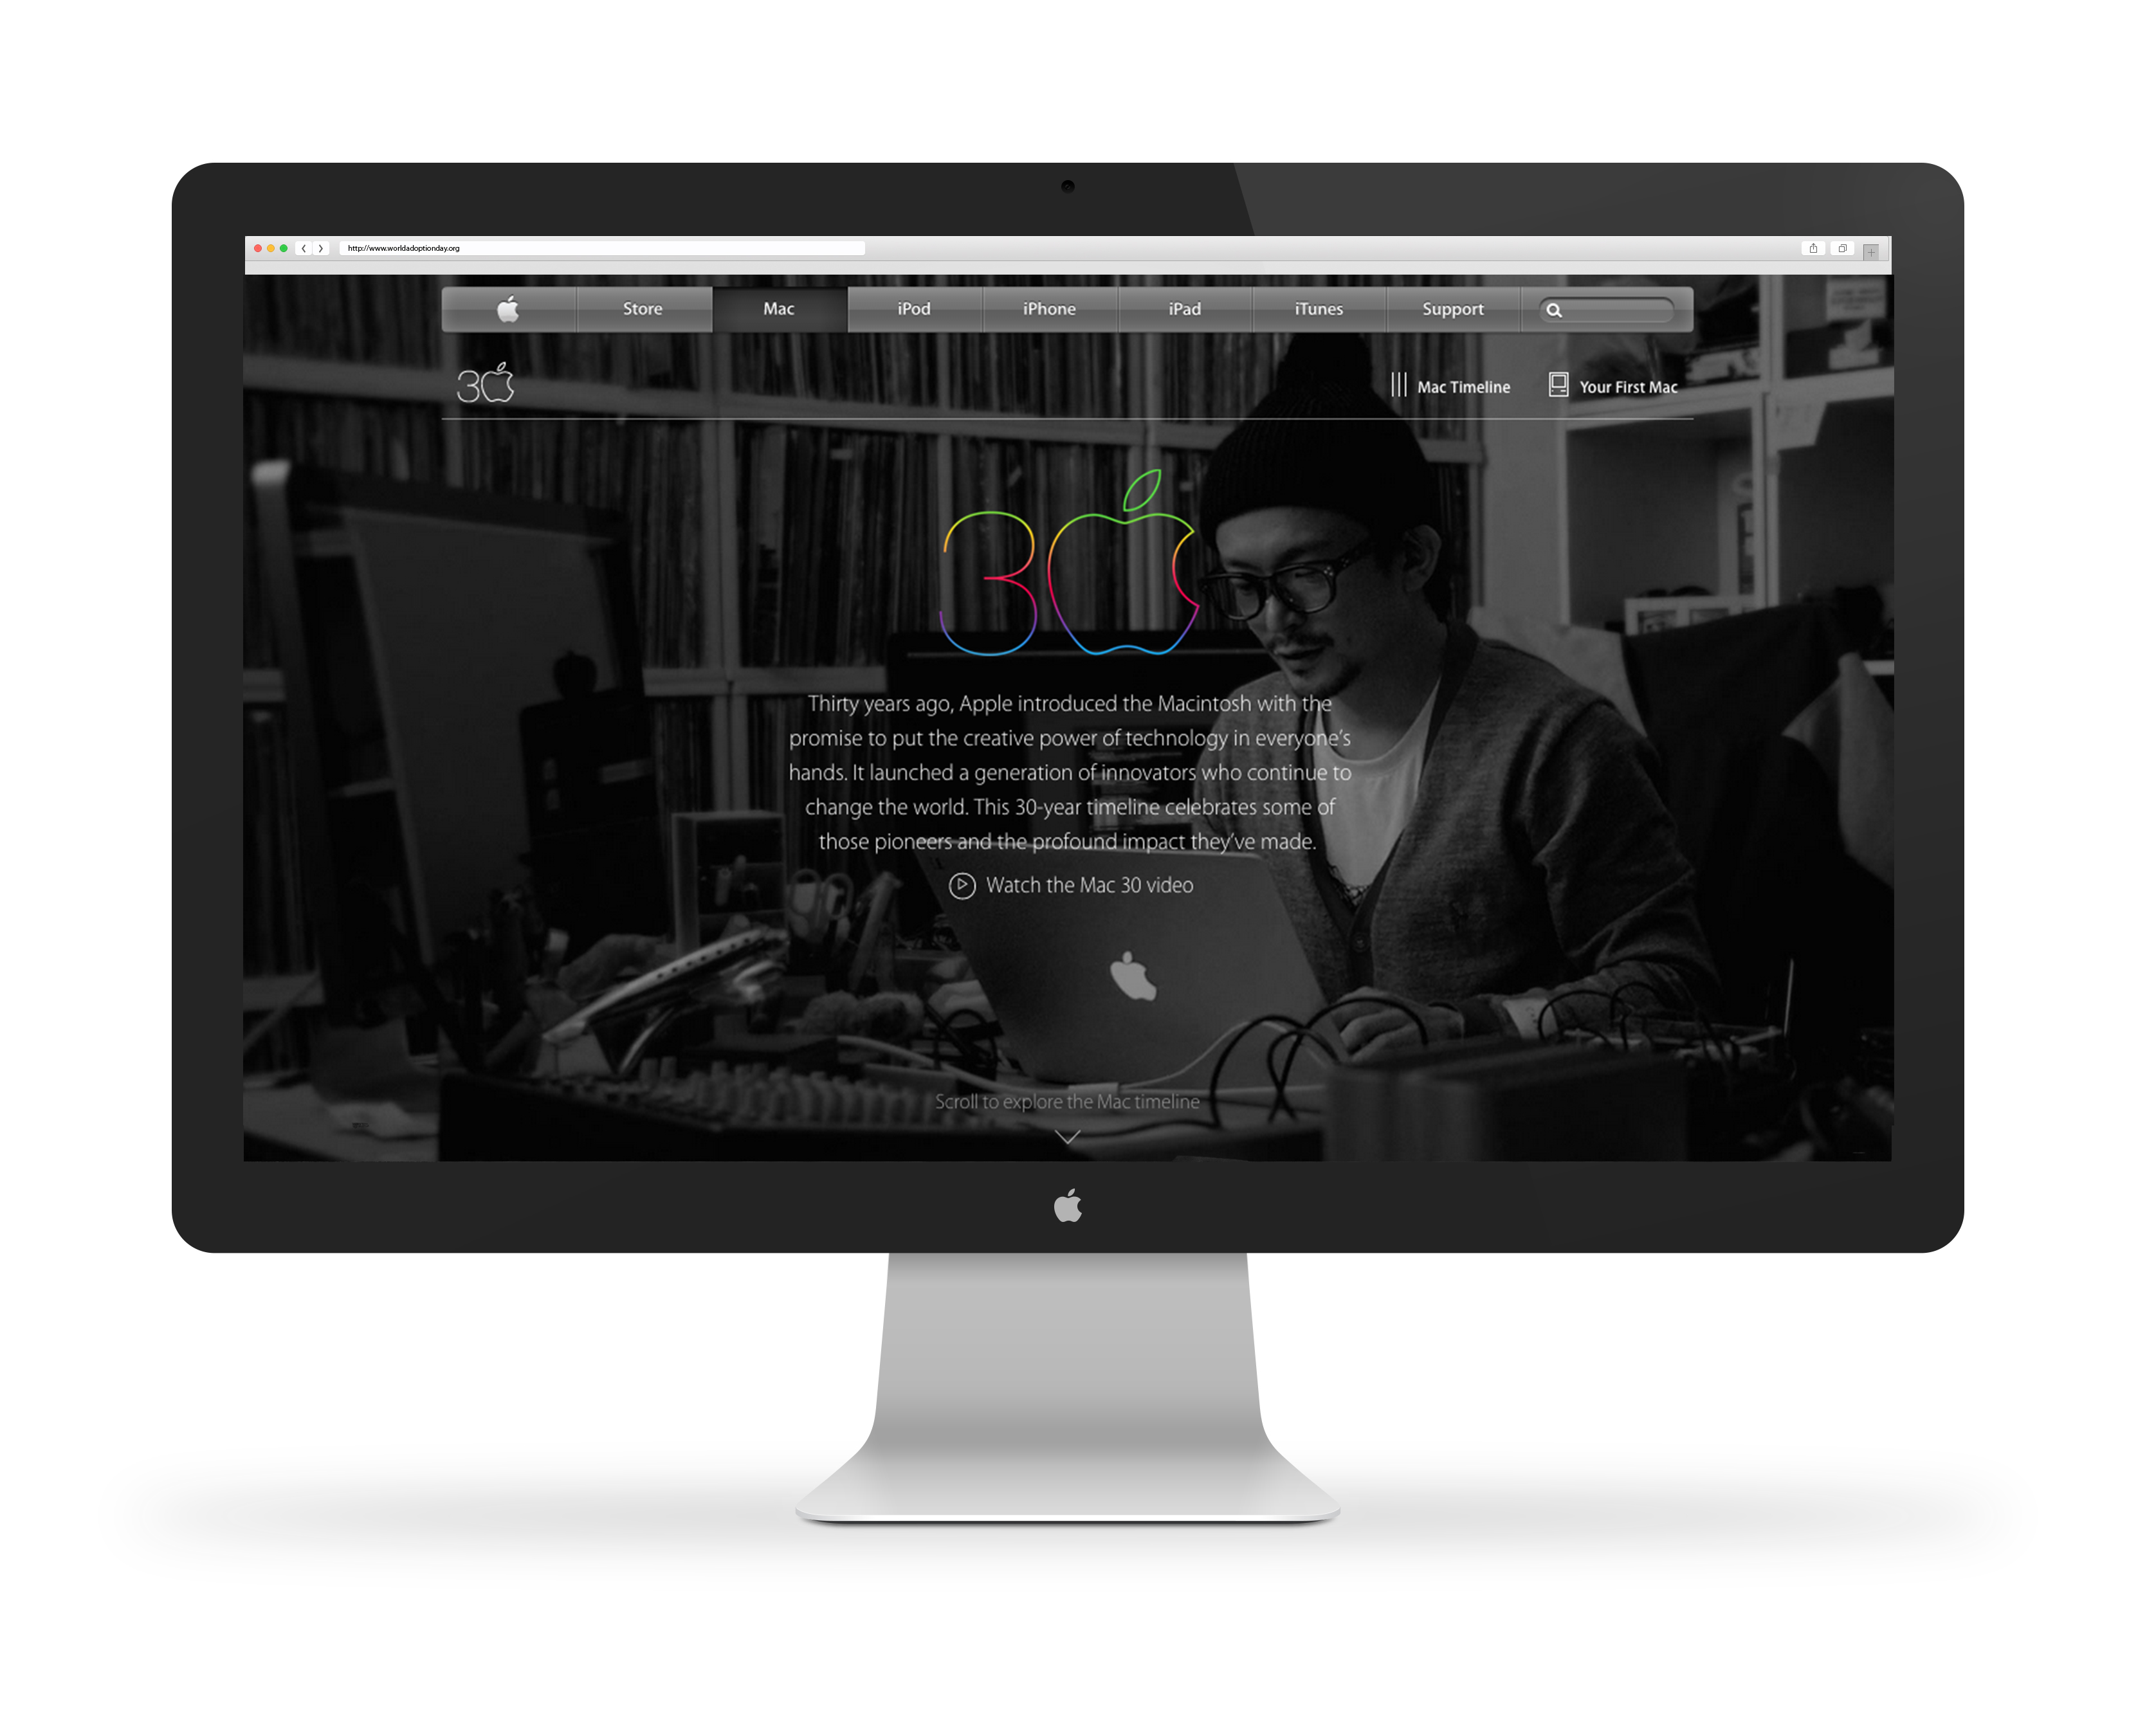 http://www.worldadoptionday.org
Store Mac iPod iPhone iPad iTunes Support
30
Mac Timeline Your First Mac
30
Thirty years ago, Apple introduced the Macintosh with the
promise to put the creative power of technology in everyone's
hands. It launched a generation of innovators who continue to
change the world. This 30-year timeline celebrates some of
those pioneers and the profound impact they've made.
Watch the Mac 30 video
Scroll to explore the Mac timeline